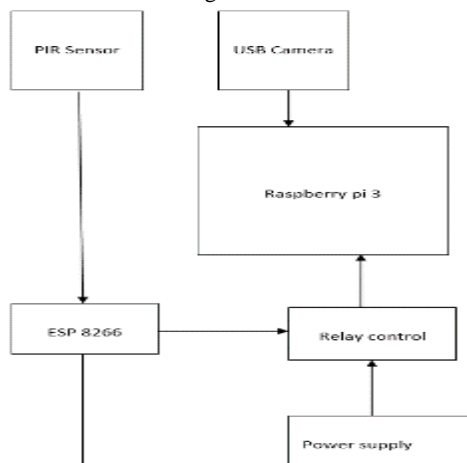 PIR Sensor
USB Camera
Raspberry pi 3
ESP 8266
Relay control
Power supply